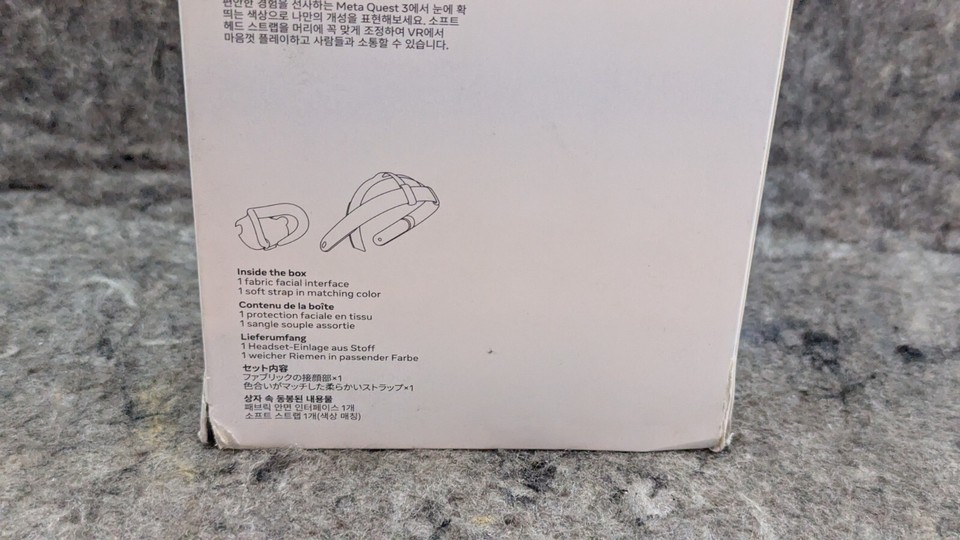 편안한 경험을 선사하는 Meta Quest 3에서 눈에 확
띄는 색상으로 나만의 개성을 표현해보세요. 소프트
헤드 스트랩을 머리에 꼭 맞게 조정하여 VR에서
마음껏 플레이하고 사람들과 소통할 수 있습니다.
Inside the box
1 fabric facial interface
1 soft strap in matching color
Contenu de la boîte
1 protection faciale en tissu
1 sangle souple assortie
Lieferumfang
1 Headset-Einlage aus Stoff
1 weicher Riemen in passender Farbe
セット内容
ファブリックの接顔部×1
色合いがマッチした柔らかいストラップ×1
상자 속 동봉된 내용물
패브릭 안면 인터페이스 1개
소프트 스트랩 1개(색상 매칭)